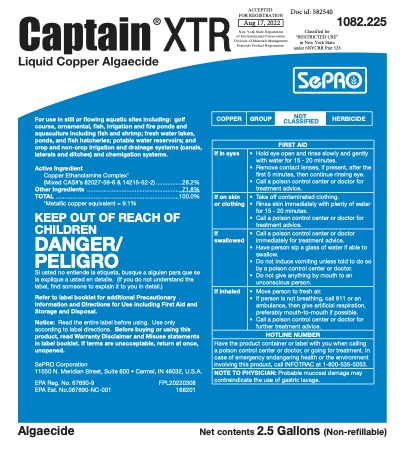 ACCEPTED
FOR REGISTRATION
Aug 17, 2022
New York State Department
of Environmental Conservation
Division of Materials Management
Pesticide Product Registration
Doc id: 582540
1082.225
Classified for
"RESTRICTED USE"
in New York State
under 6NYCRR Part 326
Captain® XTR
Liquid Copper Algaecide
SePRO
For use in still or flowing aquatic sites including: golf
course, ornamental, fish, irrigation and fire ponds and
aquaculture including fish and shrimp; fresh water lakes,
ponds, and fish hatcheries; potable water reservoirs; and
crop and non-crop irrigation and drainage systems (canals,
laterals and ditches) and chemigation systems.
Active Ingredient
Copper Ethanolamine Complex†
(Mixed CAS#'s 82027-59-6 & 14215-52-2) ................28.2%
Other Ingredients ................71.8%
TOTAL ................100.0%
†Metallic copper equivalent = 9.1%
KEEP OUT OF REACH OF
CHILDREN
DANGER/
PELIGRO
Si usted no entiende la etiqueta, busque a alguien para que se
la explique a usted en detalle. (If you do not understand the
label, find someone to explain it to you in detail.)
Refer to label booklet for additional Precautionary
Information and Directions for Use including First Aid and
Storage and Disposal.
Notice: Read the entire label before using. Use only
according to label directions. Before buying or using this
product, read Warranty Disclaimer and Misuse statements
in label booklet. If terms are unacceptable, return at once,
unopened.
SePRO Corporation
11550 N. Meridian Street, Suite 600 • Carmel, IN 46032, U.S.A.
EPA Reg. No. 67690-9 FPL20220308
EPA Est. No.067690-NC-001 168201
COPPER GROUP NOT CLASSIFIED HERBICIDE
FIRST AID
If in eyes
• Hold eye open and rinse slowly and gently
with water for 15 - 20 minutes.
• Remove contact lenses, if present, after the
first 5 minutes, then continue rinsing eye.
• Call a poison control center or doctor for
treatment advice.
If on skin
or clothing
• Take off contaminated clothing.
• Rinse skin immediately with plenty of water
for 15 - 20 minutes.
• Call a poison control center or doctor for
treatment advice.
If
swallowed
• Call a poison control center or doctor
immediately for treatment advice.
• Have person sip a glass of water if able to
swallow.
• Do not induce vomiting unless told to do so
by a poison control center or doctor.
• Do not give anything by mouth to an
unconscious person.
If inhaled
• Move person to fresh air.
• If person is not breathing, call 911 or an
ambulance, then give artificial respiration,
preferably mouth-to-mouth if possible.
• Call a poison control center or doctor for
further treatment advice.
HOTLINE NUMBER
Have the product container or label with you when calling
a poison control center or doctor, or going for treatment. In
case of emergency endangering health or the environment
involving this product, call INFOTRAC at 1-800-535-5053.
NOTE TO PHYSICIAN: Probable mucosal damage may
contraindicate the use of gastric lavage.
Algaecide
Net contents 2.5 Gallons (Non-refillable)